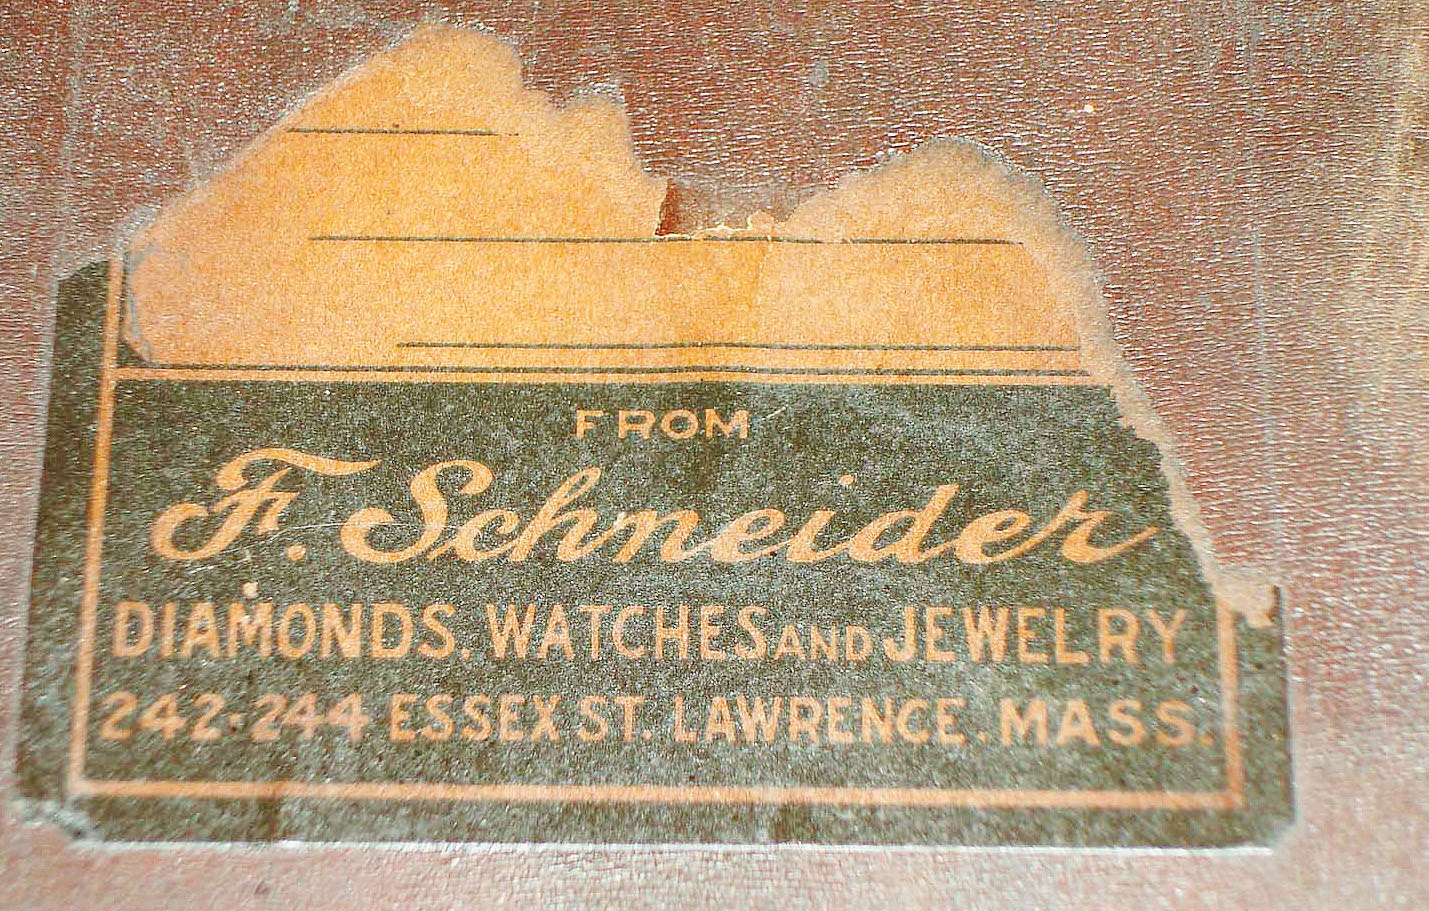 FROM
F. Schneider
DIAMONDS, WATCHES AND JEWELRY
242-244 ESSEX ST. LAWRENCE. MASS.